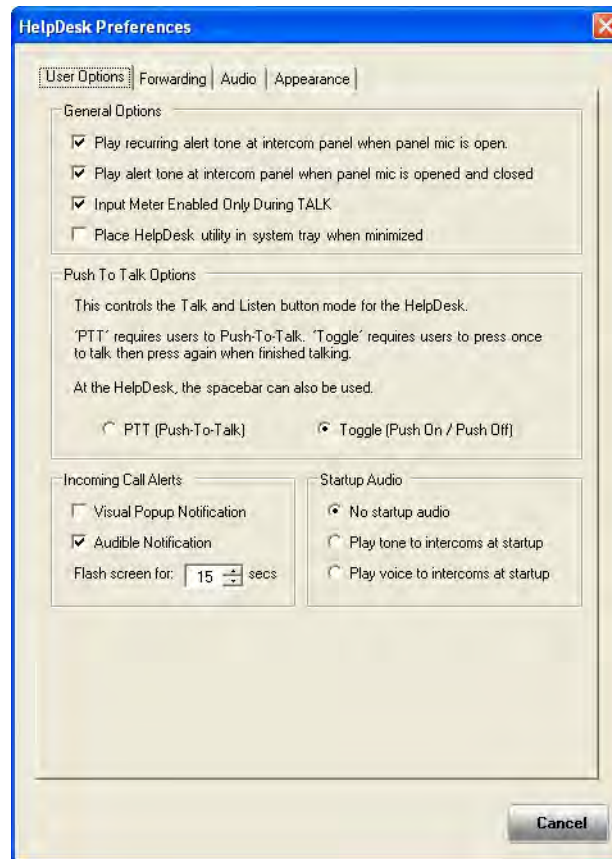 HelpDesk Preferences
User Options
Forwarding
Audio
Appearance
General Options
Play recurring alert tone at intercom panel when panel mic is open.
Play alert tone at intercom panel when panel mic is opened and closed
Input Meter Enabled Only During TALK
Place HelpDesk utility in system tray when minimized
Push To Talk Options
This controls the Talk and Listen button mode for the HelpDesk.
'PTT' requires users to Push-To-Talk. 'Toggle' requires users to press once
to talk then press again when finished talking.
At the HelpDesk, the spacebar can also be used.
PTT (Push-To-Talk)
Toggle (Push On / Push Off)
Incoming Call Alerts
Visual Popup Notification
Audible Notification
Flash screen for: 15 secs
Startup Audio
No startup audio
Play tone to intercoms at startup
Play voice to intercoms at startup
Cancel